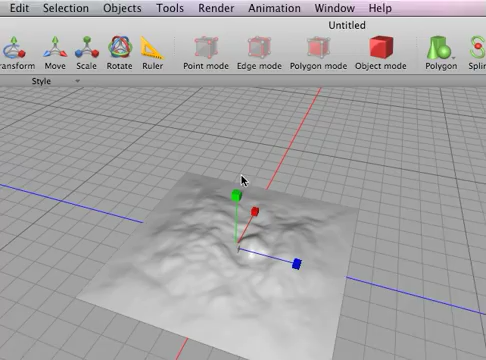 Edit Selection Objects Tools Render Animation Window Help
Untitled
ransform Move Scale Rotate Ruler Point mode Edge mode Polygon mode Object mode Polygon Splin
Style